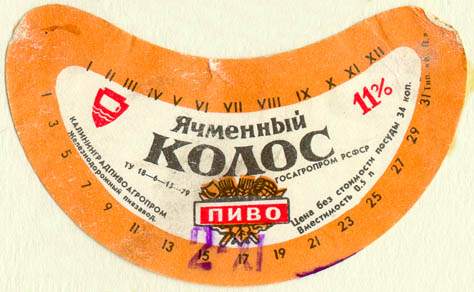 I II III IV V VI VII VIII IX X XI XII
Ячменный
КОЛОС
11%
КАЛИНИНГРАДПИВОАГРОПРОМ
Железнодорожный пивзавод
ТУ 18-6-15-79
ГОСАГРОПРОМ РСФСР
ПИВО
Цена без стоимости посуды 34 коп.
Вместимость 0,5 л
1 3 5 7 9 11 13 15 17 19 21 23 25 27 29 31